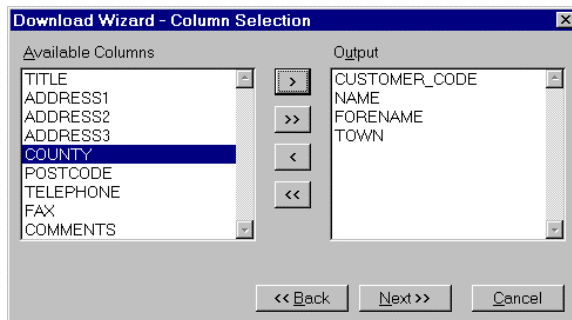 Download Wizard - Column Selection
Available Columns
TITLE
ADDRESS1
ADDRESS2
ADDRESS3
COUNTY
POSTCODE
TELEPHONE
FAX
COMMENTS
>
>>
<
<<
Output
CUSTOMER_CODE
NAME
FORENAME
TOWN
<< Back
Next >>
Cancel